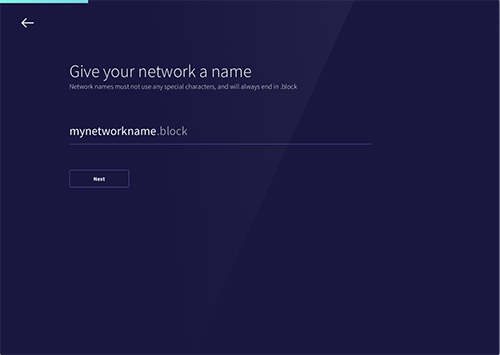 Give your network a name
Network names must not use any special characters, and will always end in .block
mynetworkname.block
Next